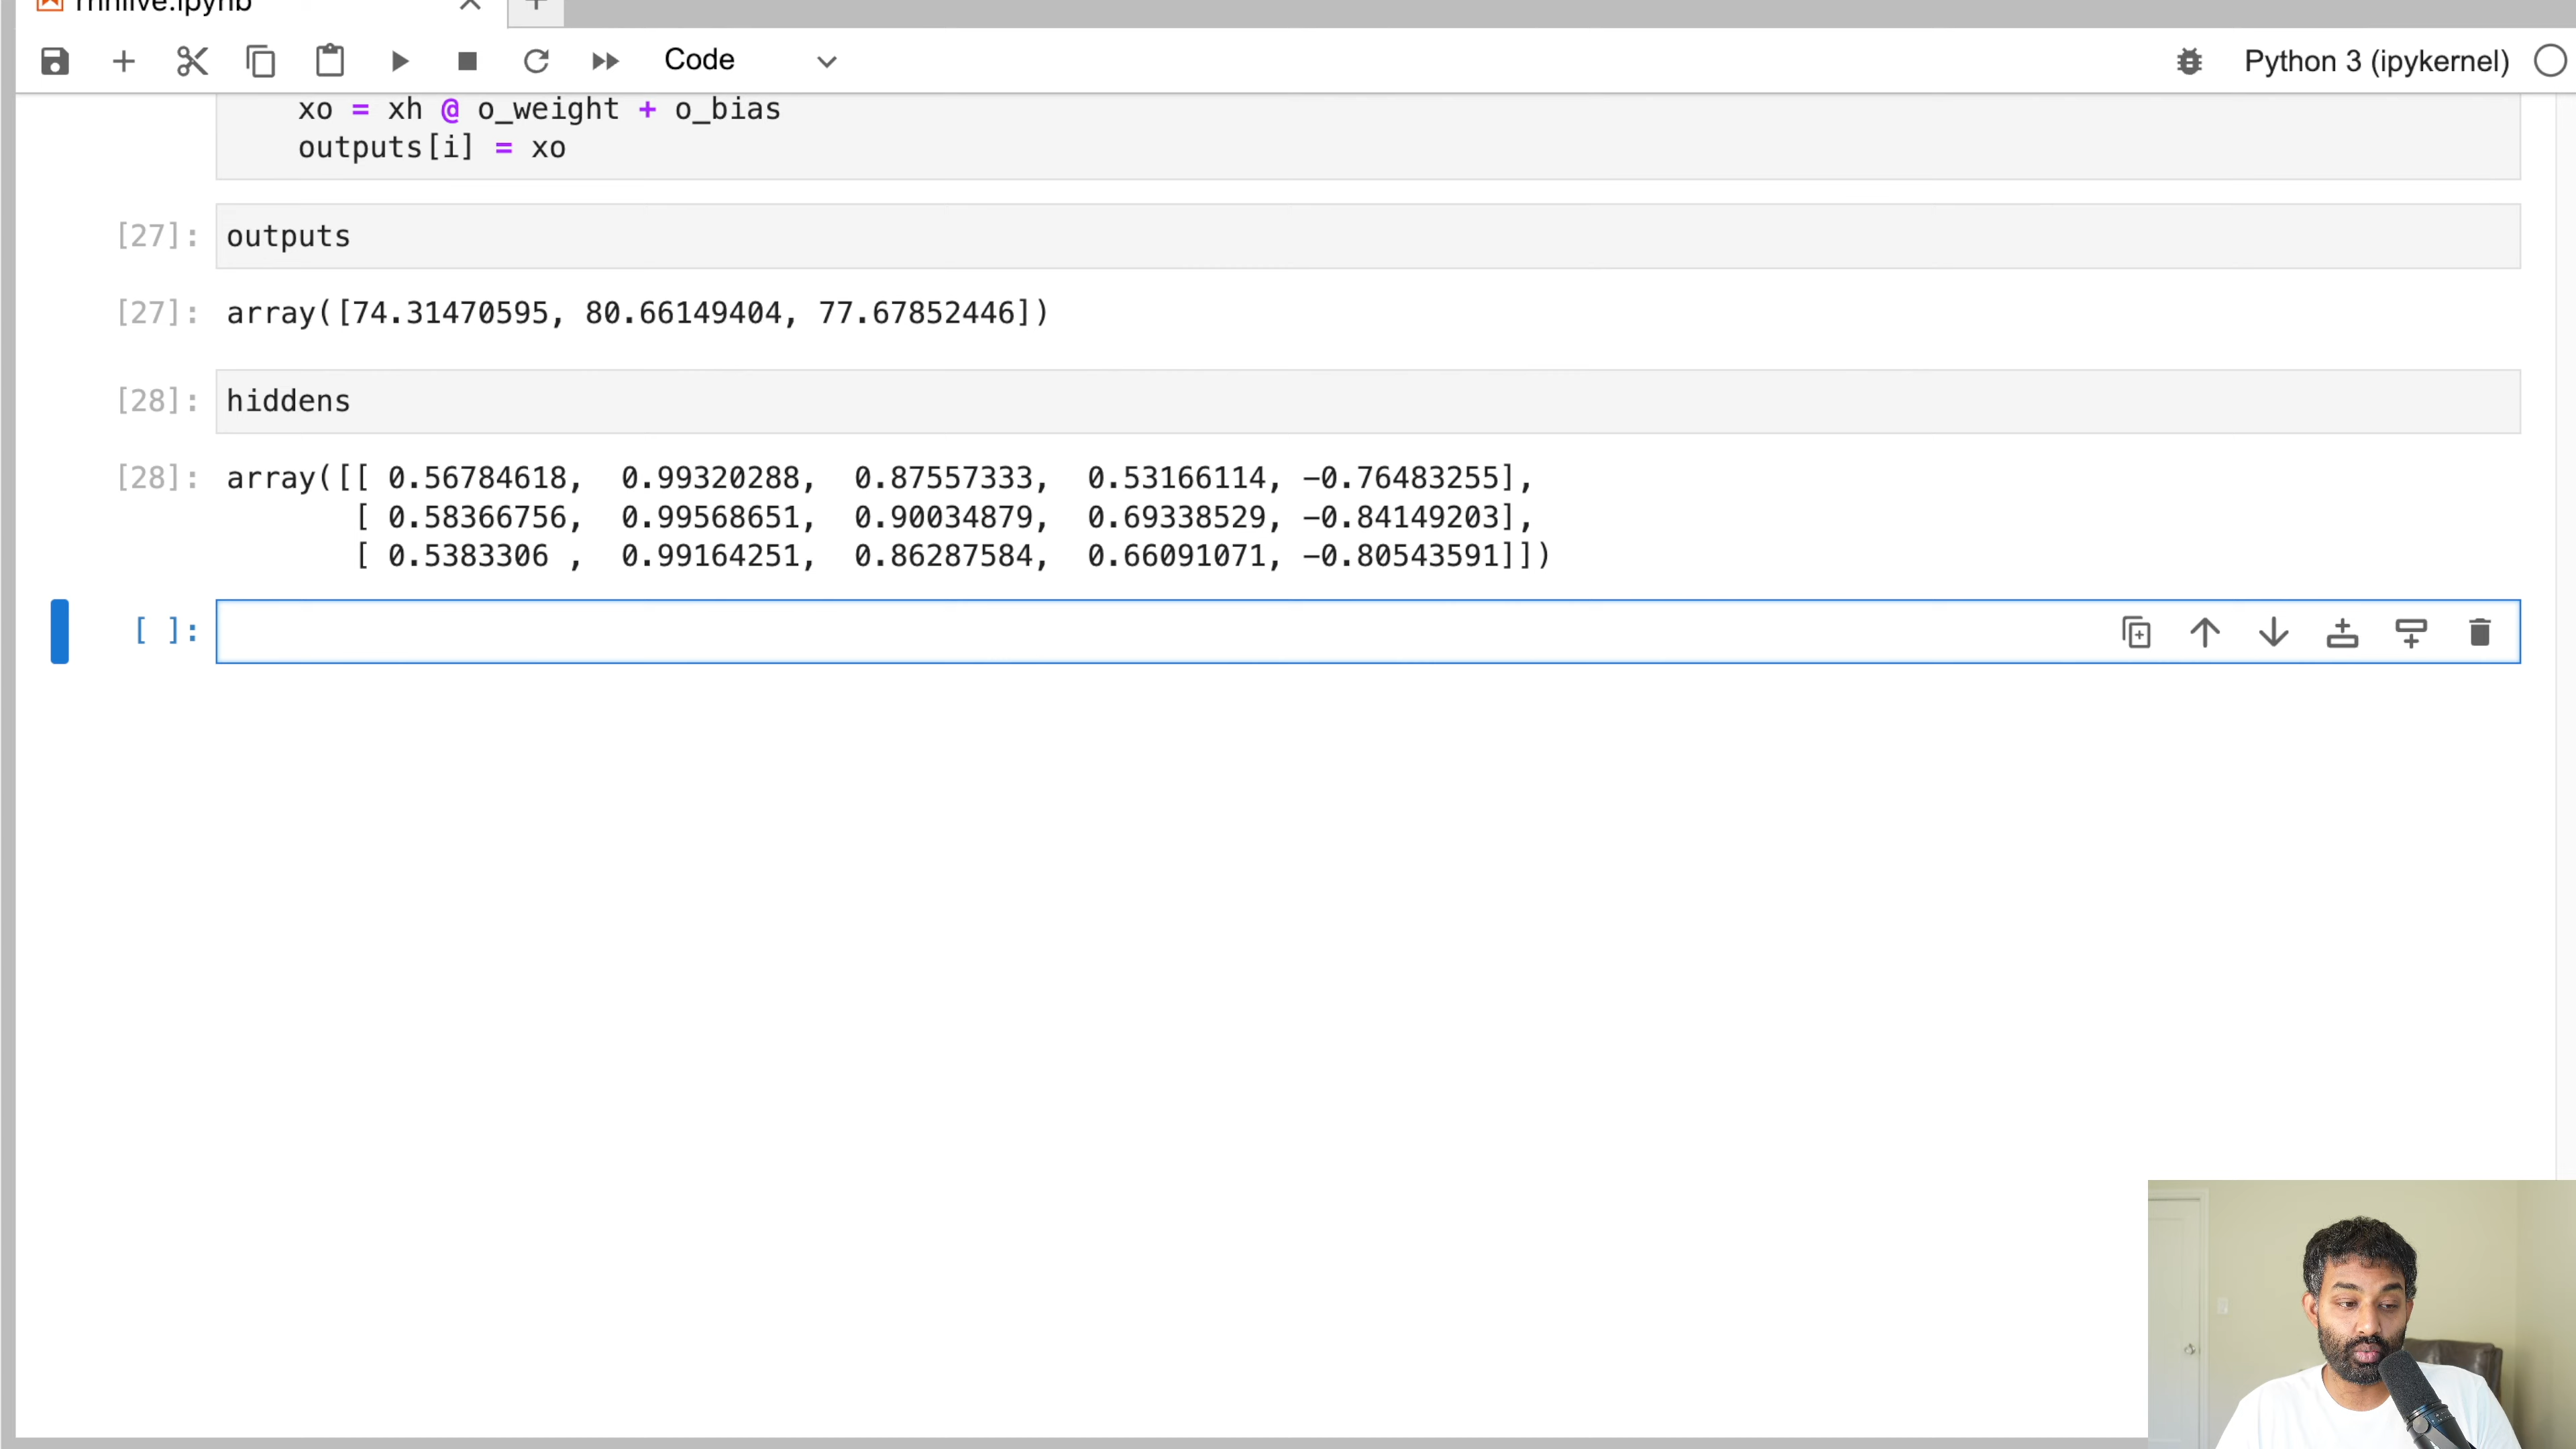 rnnlive.ipynb
Code
Python 3 (ipykernel)
xo = xh @ o_weight + o_bias
outputs[i] = xo
[27]: outputs
[27]: array([74.31470595, 80.66149404, 77.67852446])
[28]: hiddens
[28]: array([[ 0.56784618, 0.99320288, 0.87557333, 0.53166114, -0.76483255],
[ 0.58366756, 0.99568651, 0.90034879, 0.69338529, -0.84149203],
[ 0.5383306 , 0.99164251, 0.86287584, 0.66091071, -0.80543591]])
[ ]: